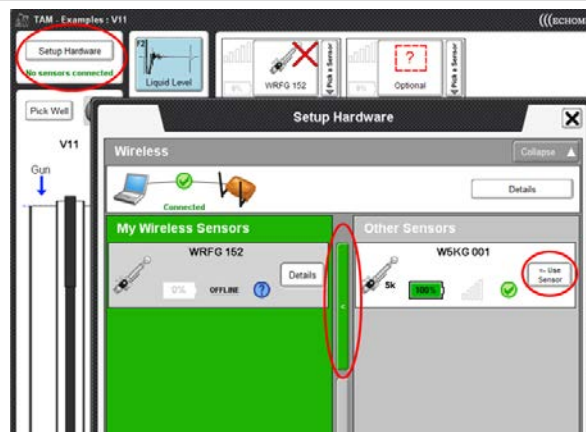 TAM - Examples : V11
(((ECHOM
Setup Hardware
No sensors connected
F2
Liquid Level
0%
WRFG 152
Pick a Sensor
0%
?
Optional
Pick a Sensor
Pick Well
V11
Gun
Setup Hardware
X
Wireless
Collapse
Connected
Details
My Wireless Sensors
WRFG 152
0%
OFFLINE
?
Details
<
Other Sensors
W5KG 001
5k
100%
<- Use
Sensor